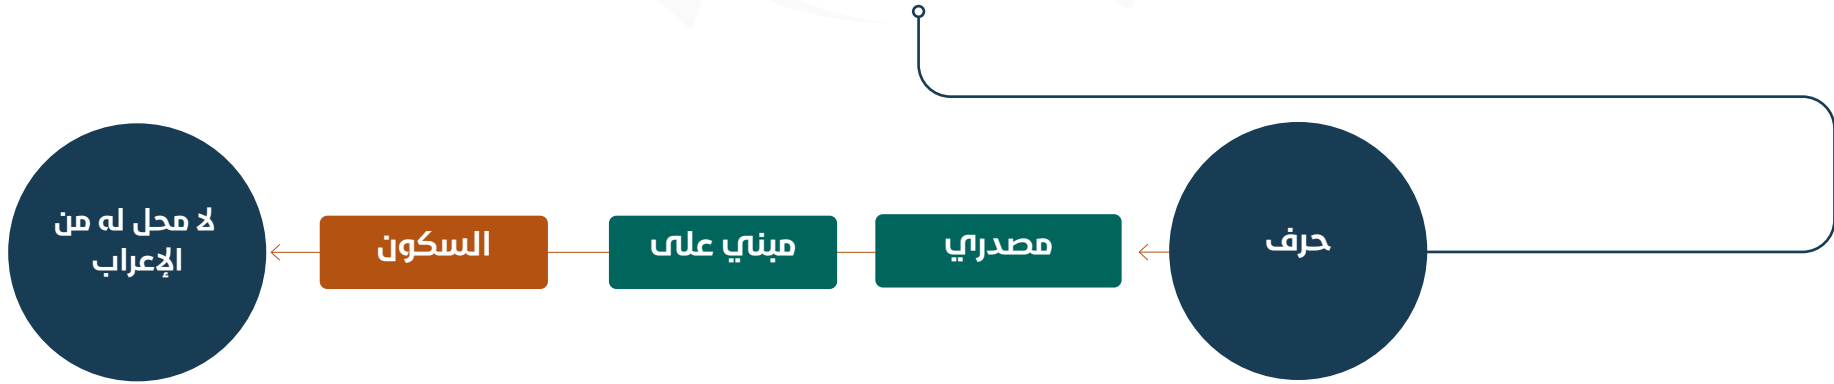 حرف
مصدري
مبني على
السكون
لا محل له من
الإعراب